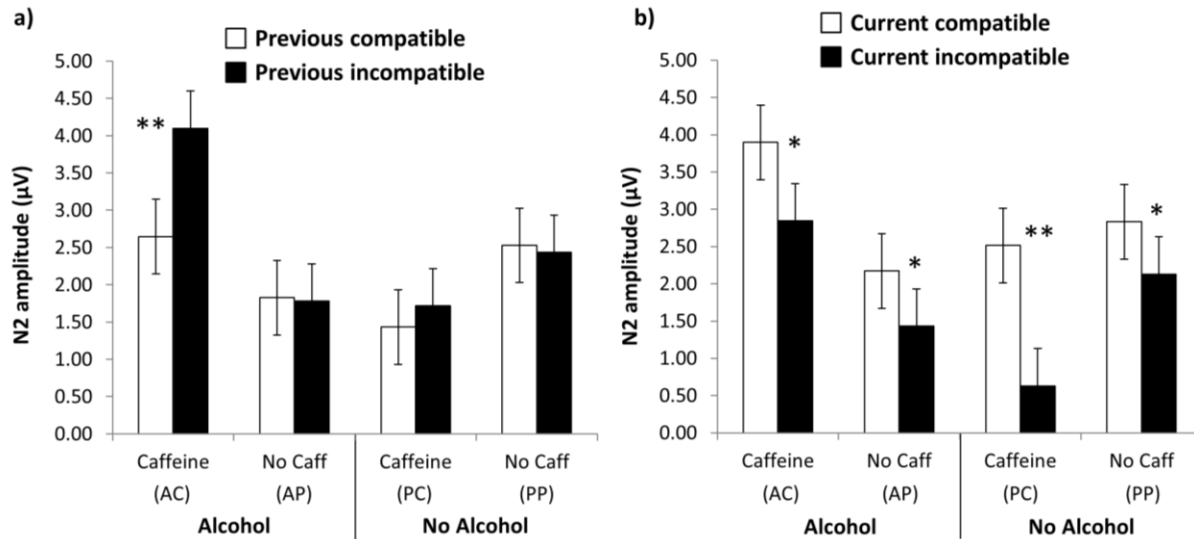 a)
Previous compatible
Previous incompatible
N2 amplitude (µV)
5.00
4.50
4.00
3.50
3.00
2.50
2.00
1.50
1.00
0.50
0.00
**
Caffeine No Caff Caffeine No Caff
(AC) (AP) (PC) (PP)
Alcohol No Alcohol
b)
Current compatible
Current incompatible
N2 amplitude (µV)
5.00
4.50
4.00
3.50
3.00
2.50
2.00
1.50
1.00
0.50
0.00
*
*
**
*
Caffeine No Caff Caffeine No Caff
(AC) (AP) (PC) (PP)
Alcohol No Alcohol